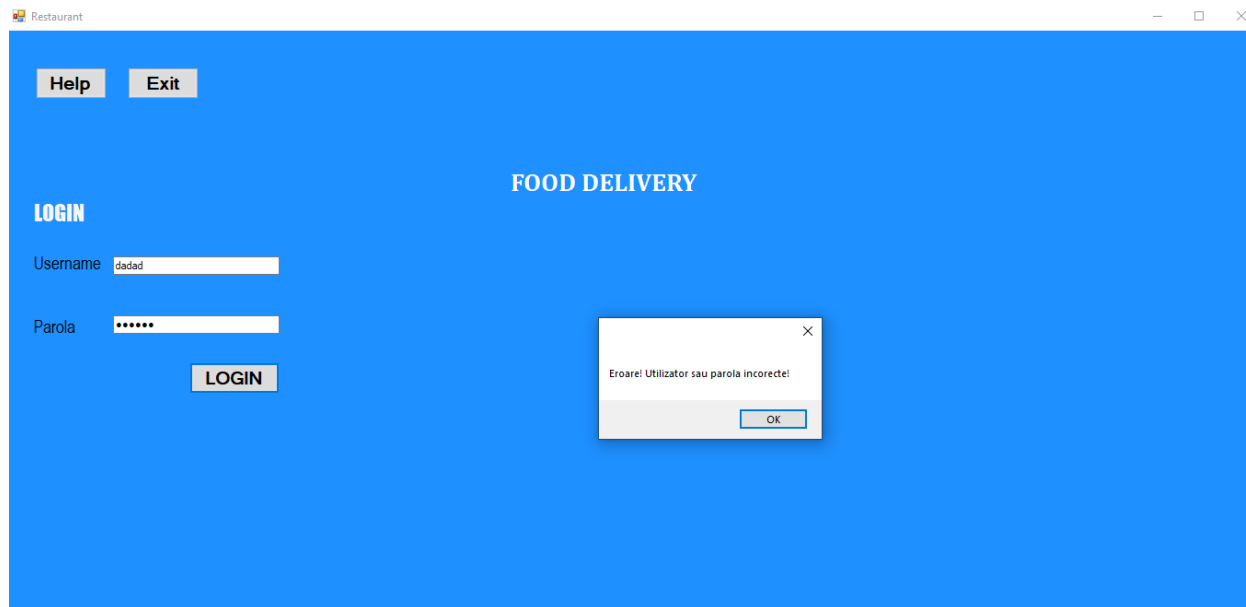 Restaurant
Help Exit
FOOD DELIVERY
LOGIN
Username dadad
Parola ••••••
LOGIN
Eroare! Utilizator sau parola incorecte!
OK